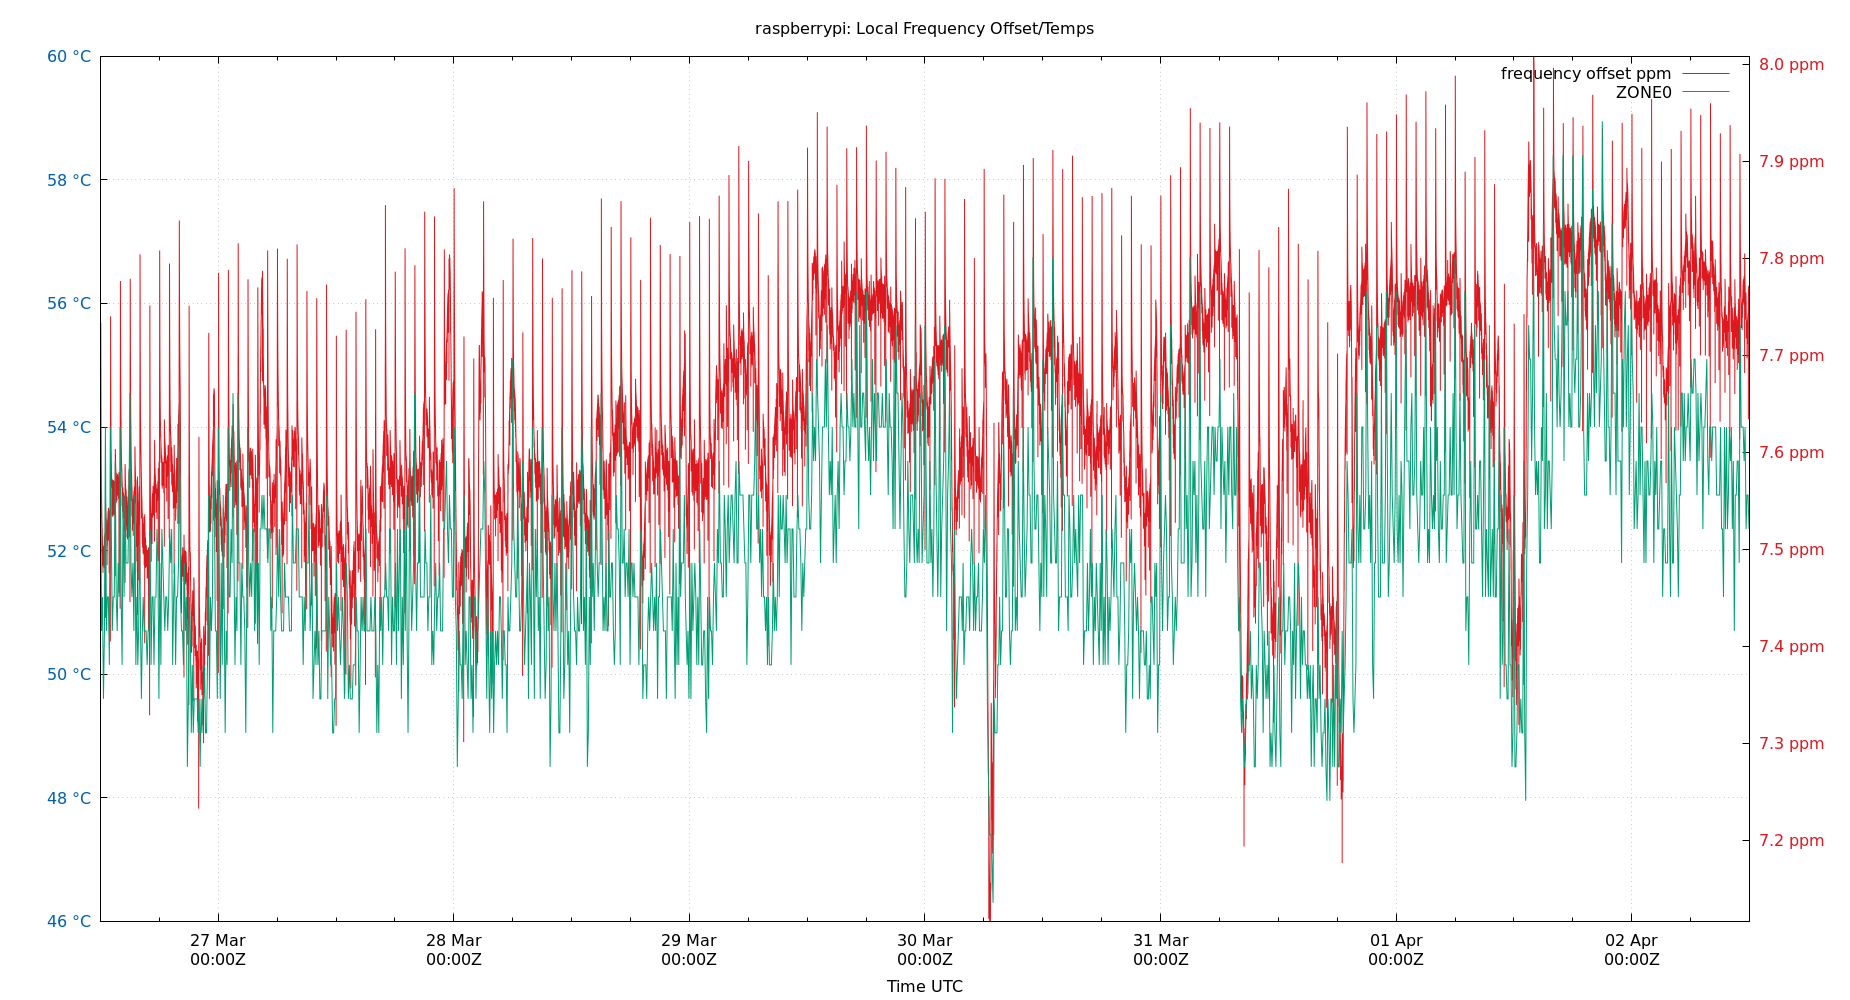 raspberrypi: Local Frequency Offset/Temps
60 °C
58 °C
56 °C
54 °C
52 °C
50 °C
48 °C
46 °C
8.0 ppm
7.9 ppm
7.8 ppm
7.7 ppm
7.6 ppm
7.5 ppm
7.4 ppm
7.3 ppm
7.2 ppm
frequency offset ppm
ZONE0
27 Mar
00:00Z
28 Mar
00:00Z
29 Mar
00:00Z
30 Mar
00:00Z
31 Mar
00:00Z
01 Apr
00:00Z
02 Apr
00:00Z
Time UTC